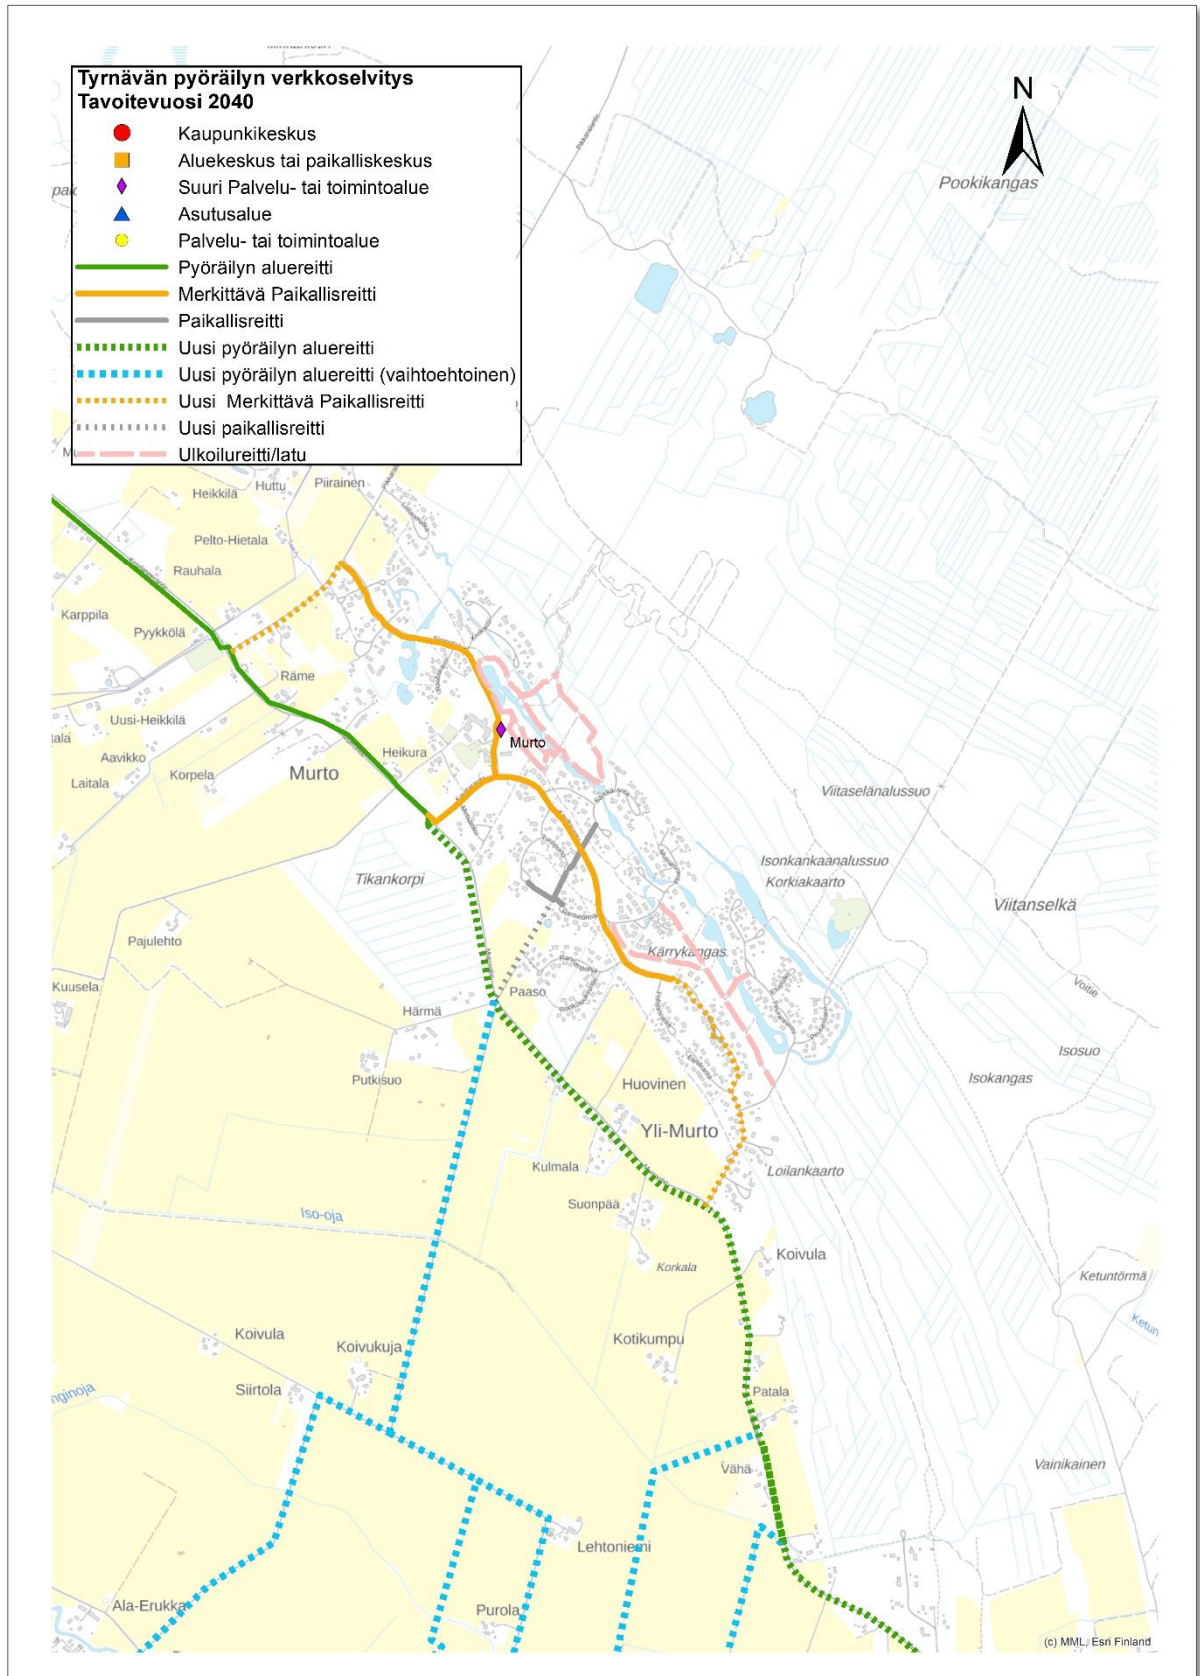 Tyrnävän pyöräilyn verkkoselvitys
Tavoitevuosi 2040
Kaupunkikeskus
Aluekeskus tai paikalliskeskus
Suuri Palvelu- tai toimintoalue
Asutusalue
Palvelu- tai toimintoalue
Pyöräilyn aluereitti
Merkittävä Paikallisreitti
Paikallisreitti
Uusi pyöräilyn aluereitti
Uusi pyöräilyn aluereitti (vaihtoehtoinen)
Uusi Merkittävä Paikallisreitti
Uusi paikallisreitti
Ulkoilureitti/latu
N
Pookikangas
Heikkilä
Huttu
Piirainen
Pelto-Hietala
Rauhala
Karppila
Pyykkölä
Räme
Uusi-Heikkilä
tala
Aavikko
Laitala
Korpela
Murto
Heikura
Murto
Viitaselänalussuo
Isonkankaanalussuo
Korkiakaarto
Viitanselkä
Tikankorpi
Pajulehto
Kärrykangas
Kuusela
Härmä
Paaso
Voitie
Isosuo
Isokangas
Putkisuo
Huovinen
Yli-Murto
Kulmala
Loilankaarto
Suonpää
Iso-oja
Koivula
Korkala
Ketuntörmä
Ketun
Koivula
Koivukuja
Kotikumpu
Siirtola
nginoja
Patala
Vähä
Vainikainen
Lehtoniemi
Ala-Erukka
Purola
(c) MML, Esri Finland